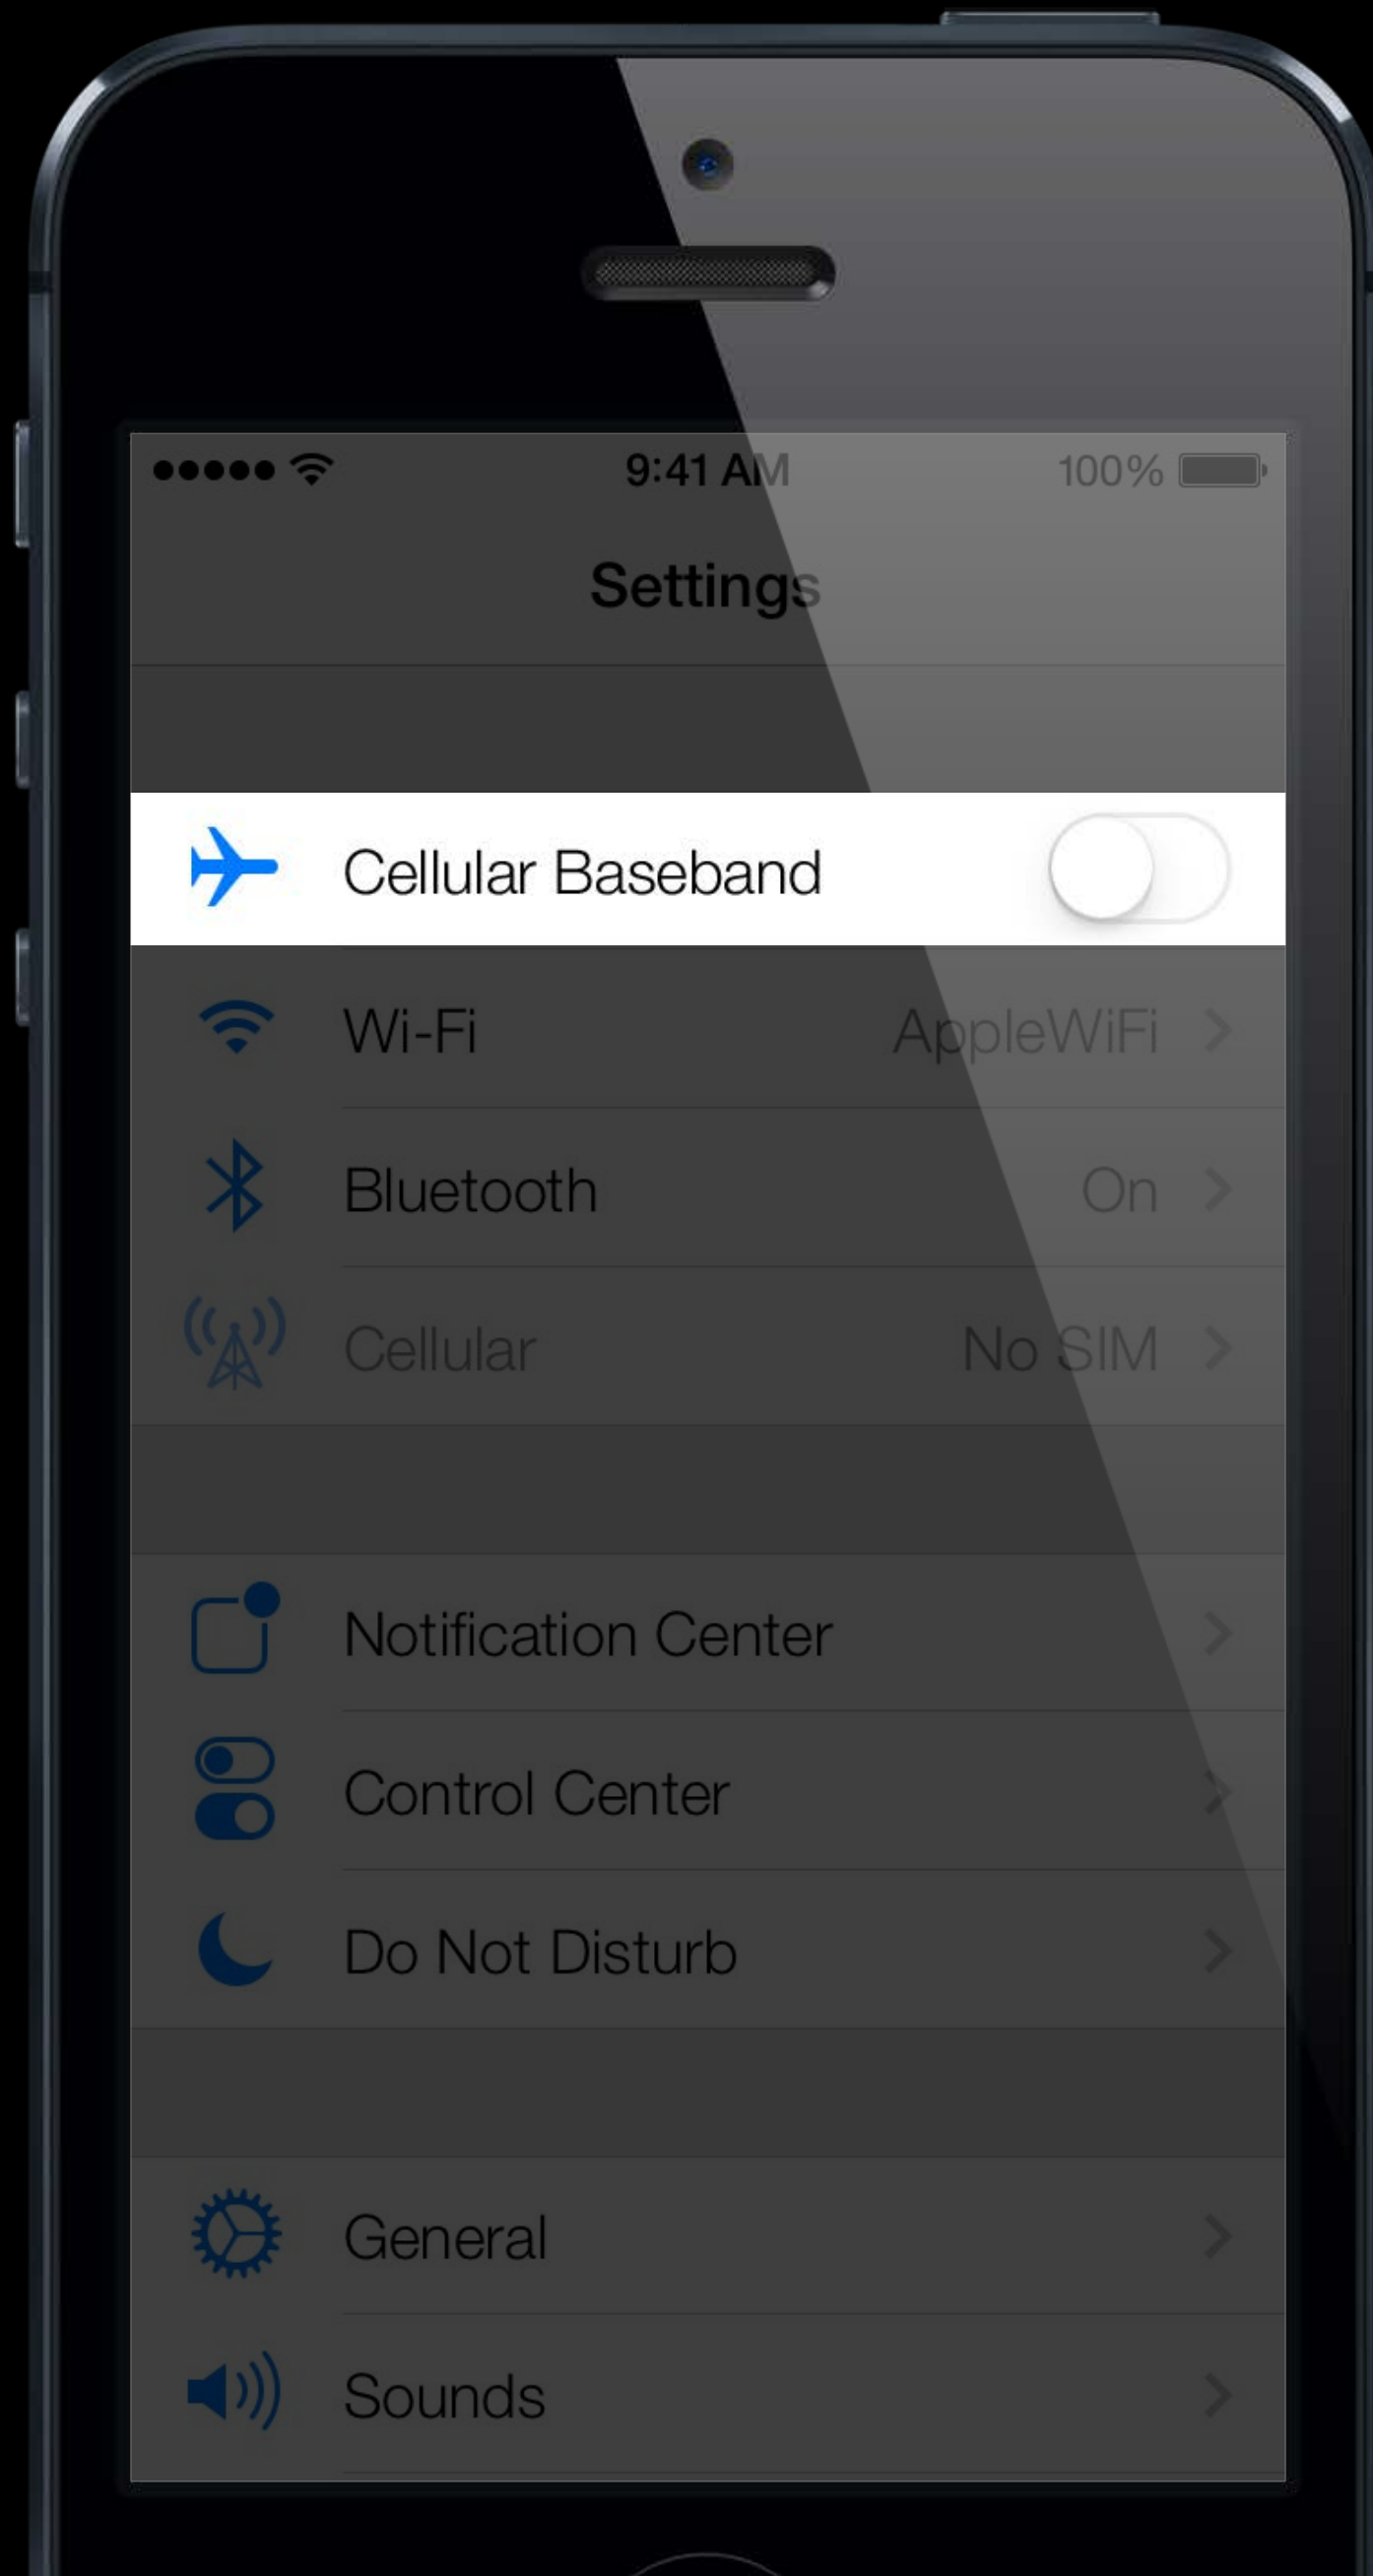 9:41 AM 100%
Settings
Cellular Baseband
Wi-Fi AppleWiFi
Bluetooth On
Cellular No SIM
Notification Center
Control Center
Do Not Disturb
General
Sounds